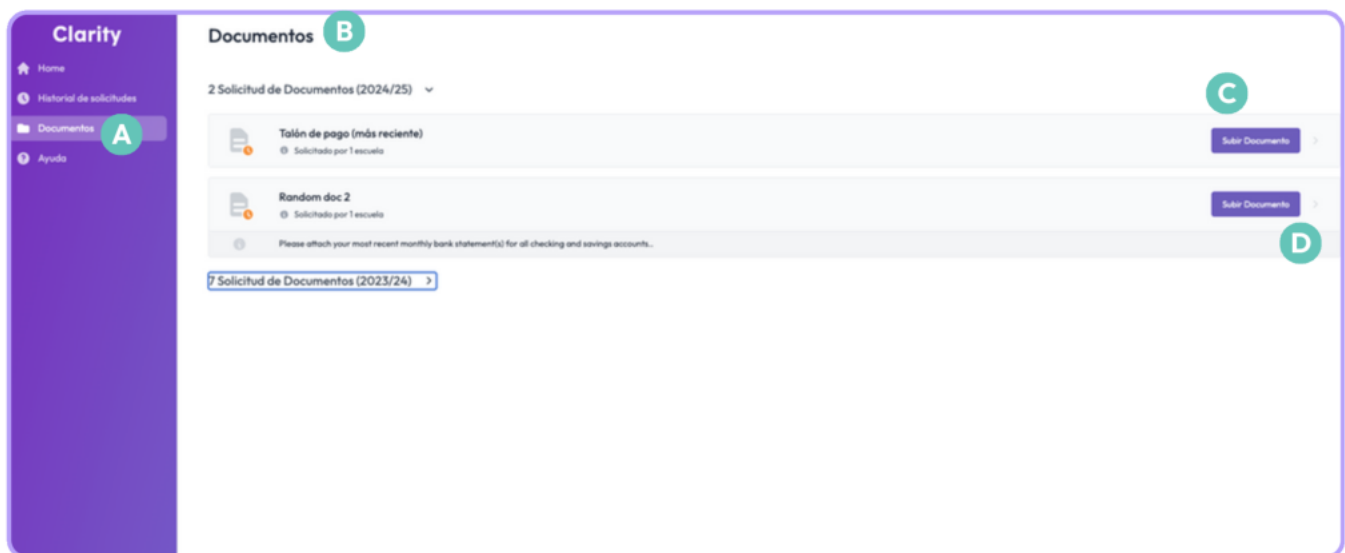 Clarity
Home
Historial de solicitudes
Documentos
A
Ayuda
Documentos
B
2 Solicitud de Documentos (2024/25)
C
Talón de pago (más reciente)
Solicitado por 1 escuela
Subir Documento
Random doc 2
Solicitado por 1 escuela
Subir Documento
D
Please attach your most recent monthly bank statement(s) for all checking and savings accounts..
7 Solicitud de Documentos (2023/24)